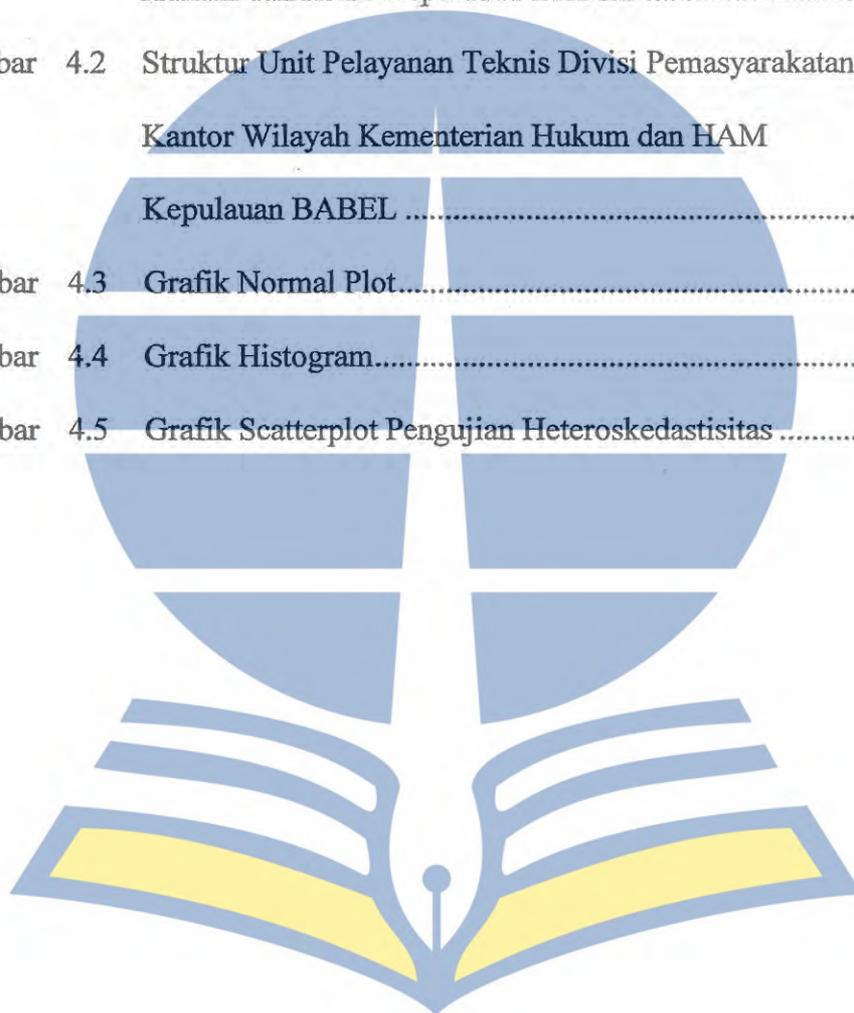 bar 4.2 Struktur Unit Pelayanan Teknis Divisi Pemasyarakatan
Kantor Wilayah Kementerian Hukum dan HAM
Kepulauan BABEL ........................................................
bar 4.3 Grafik Normal Plot........................................................
bar 4.4 Grafik Histogram...........................................................
bar 4.5 Grafik Scatterplot Pengujian Heteroskedastisitas ..........